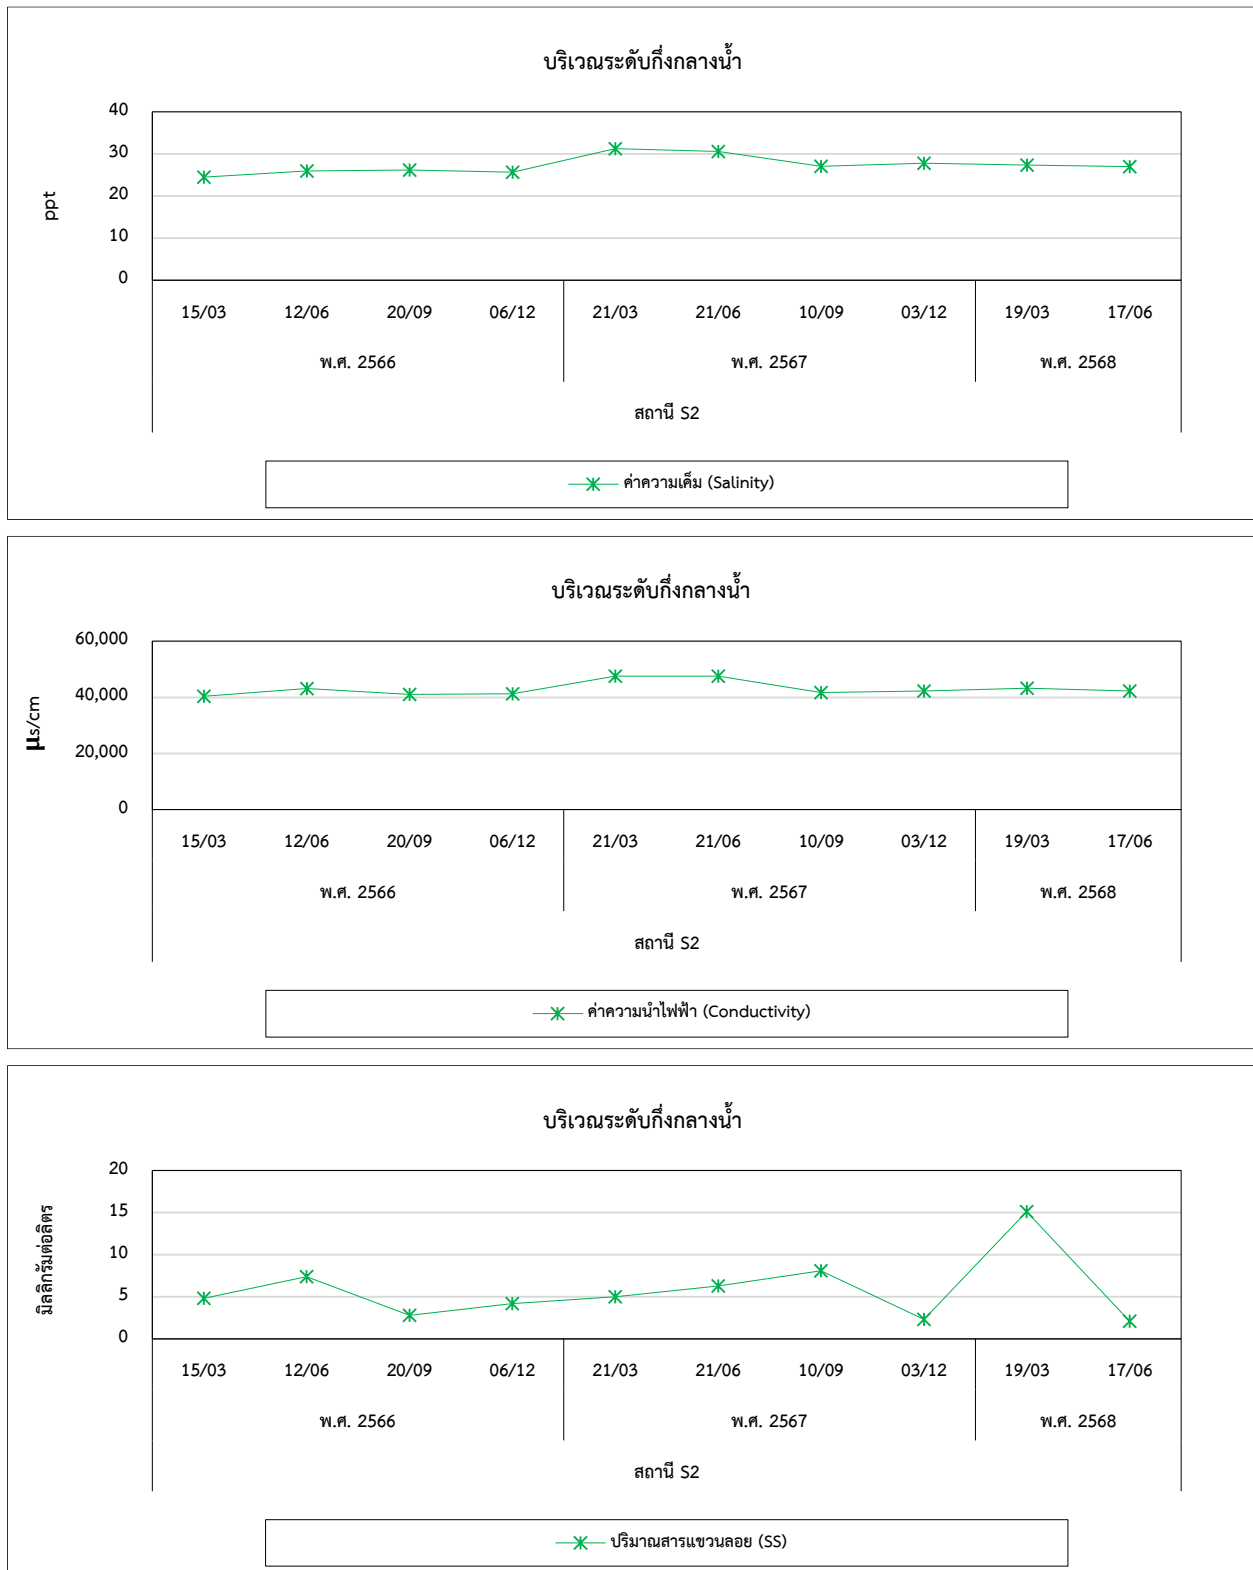 บริเวณระดับกึ่งกลางน้ำ
40
30
20
10
0
ppt
15/03 12/06 20/09 06/12 21/03 21/06 10/09 03/12 19/03 17/06
พ.ศ. 2566 พ.ศ. 2567 พ.ศ. 2568
สถานี S2
ค่าความเค็ม (Salinity)
บริเวณระดับกึ่งกลางน้ำ
60,000
40,000
20,000
0
µs/cm
15/03 12/06 20/09 06/12 21/03 21/06 10/09 03/12 19/03 17/06
พ.ศ. 2566 พ.ศ. 2567 พ.ศ. 2568
สถานี S2
ค่าความนำไฟฟ้า (Conductivity)
บริเวณระดับกึ่งกลางน้ำ
20
15
10
5
0
มิลลิกรัมต่อลิตร
15/03 12/06 20/09 06/12 21/03 21/06 10/09 03/12 19/03 17/06
พ.ศ. 2566 พ.ศ. 2567 พ.ศ. 2568
สถานี S2
ปริมาณสารแขวนลอย (SS)